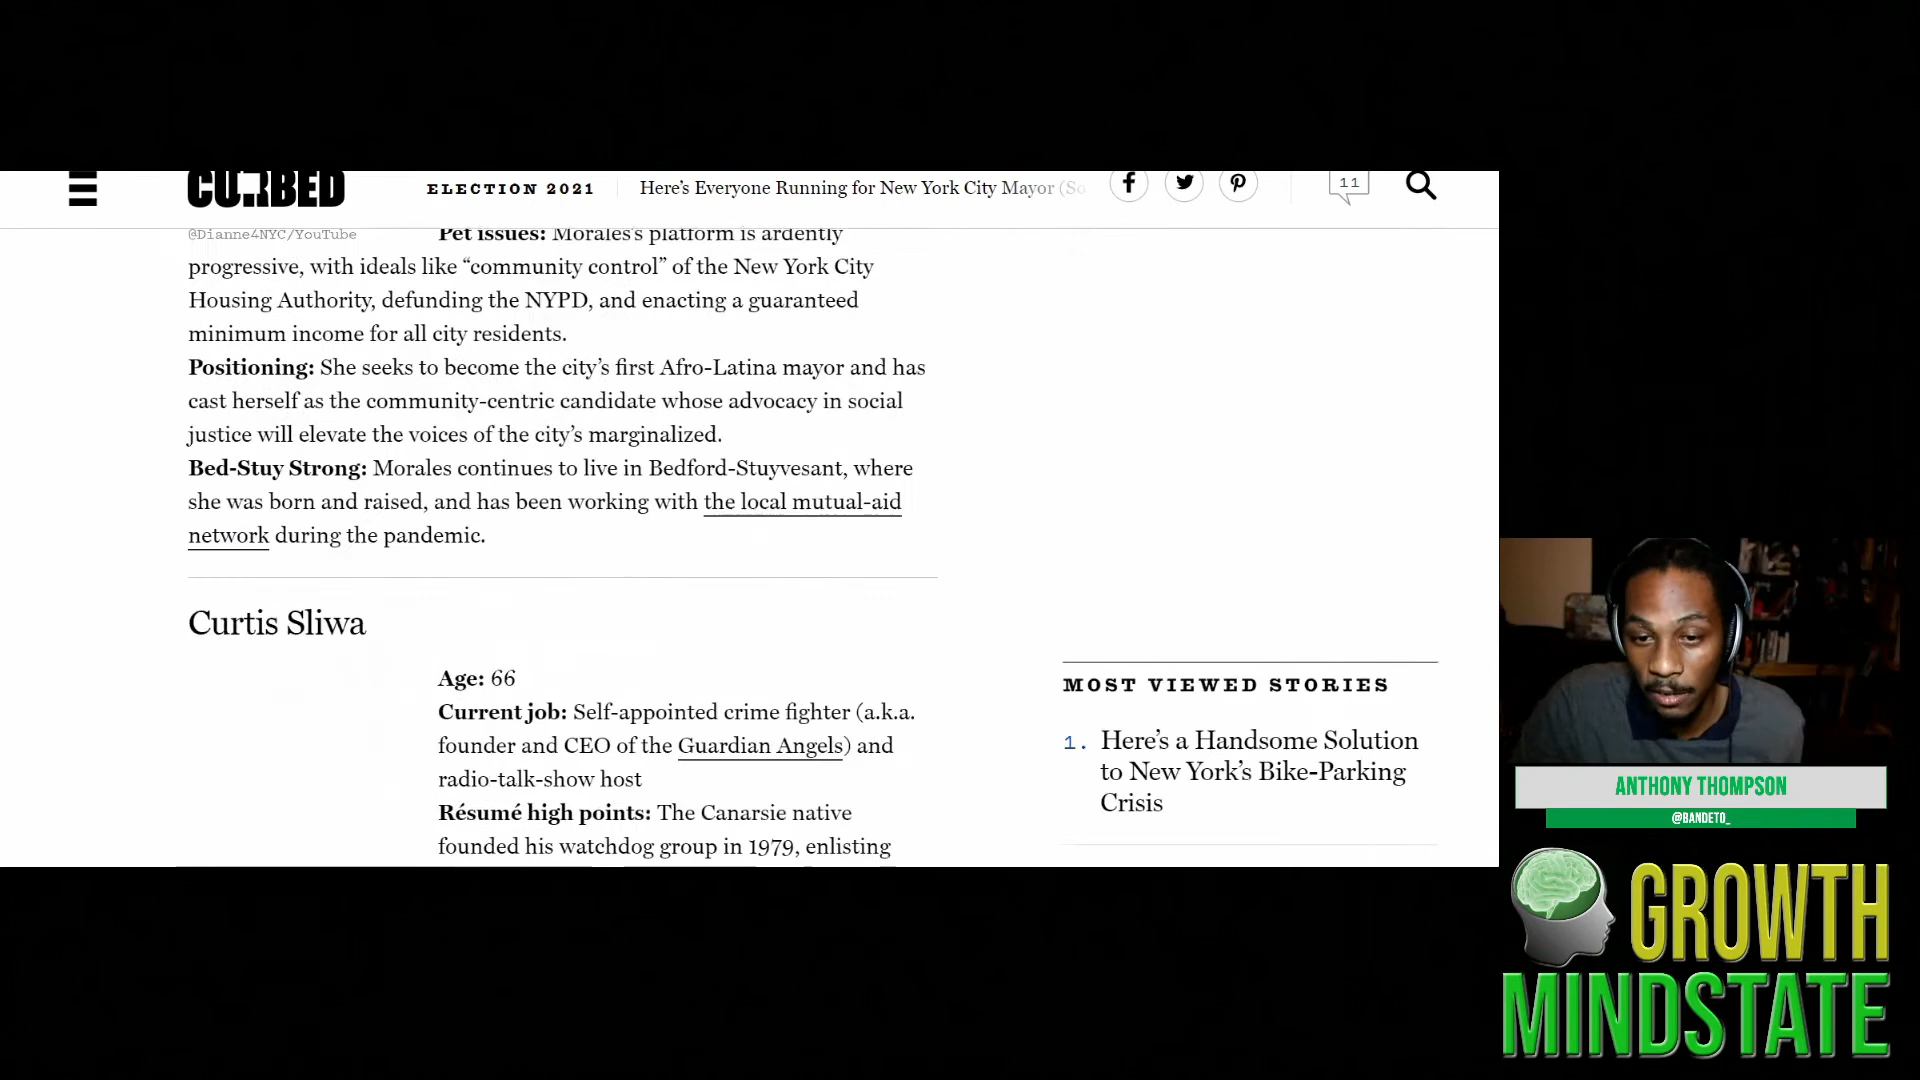 CURBED
ELECTION 2021
Here’s Everyone Running for New York City Mayor (So
11
@Dianne4NYC/YouTube
Pet issues: Morales’s platform is ardently
progressive, with ideals like “community control” of the New York City
Housing Authority, defunding the NYPD, and enacting a guaranteed
minimum income for all city residents.
Positioning: She seeks to become the city’s first Afro-Latina mayor and has
cast herself as the community-centric candidate whose advocacy in social
justice will elevate the voices of the city’s marginalized.
Bed-Stuy Strong: Morales continues to live in Bedford-Stuyvesant, where
she was born and raised, and has been working with the local mutual-aid
network during the pandemic.
Curtis Sliwa
Age: 66
Current job: Self-appointed crime fighter (a.k.a.
founder and CEO of the Guardian Angels) and
radio-talk-show host
Résumé high points: The Canarsie native
founded his watchdog group in 1979, enlisting
MOST VIEWED STORIES
1. Here’s a Handsome Solution
to New York’s Bike-Parking
Crisis
ANTHONY THOMPSON
@BANDETO_
GROWTH
MINDSTATE